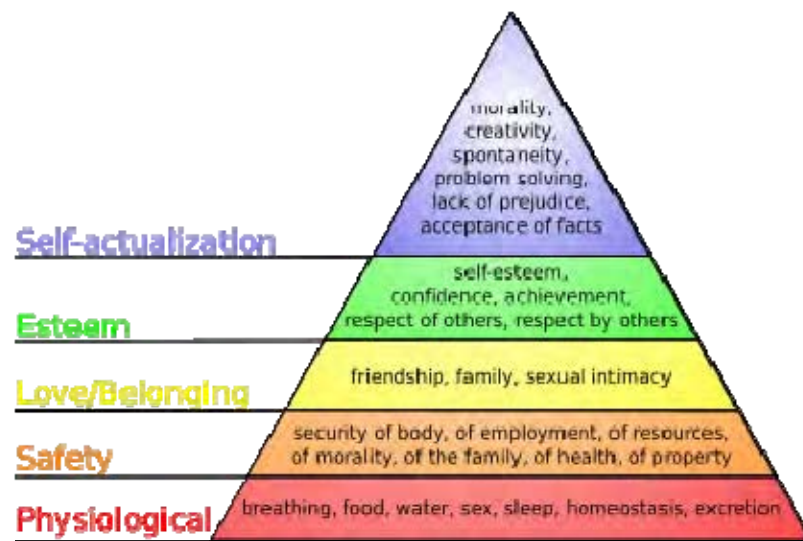 morality,
creativity,
spontaneity,
problem solving,
lack of prejudice,
acceptance of facts
Self-actualization
self-esteem,
confidence, achievement,
respect of others, respect by others
Esteem
friendship, family, sexual intimacy
Love/Belonging
security of body, of employment, of resources,
of morality, of the family, of health, of property
Safety
breathing, food, water, sex, sleep, homeostasis, excretion
Physiological